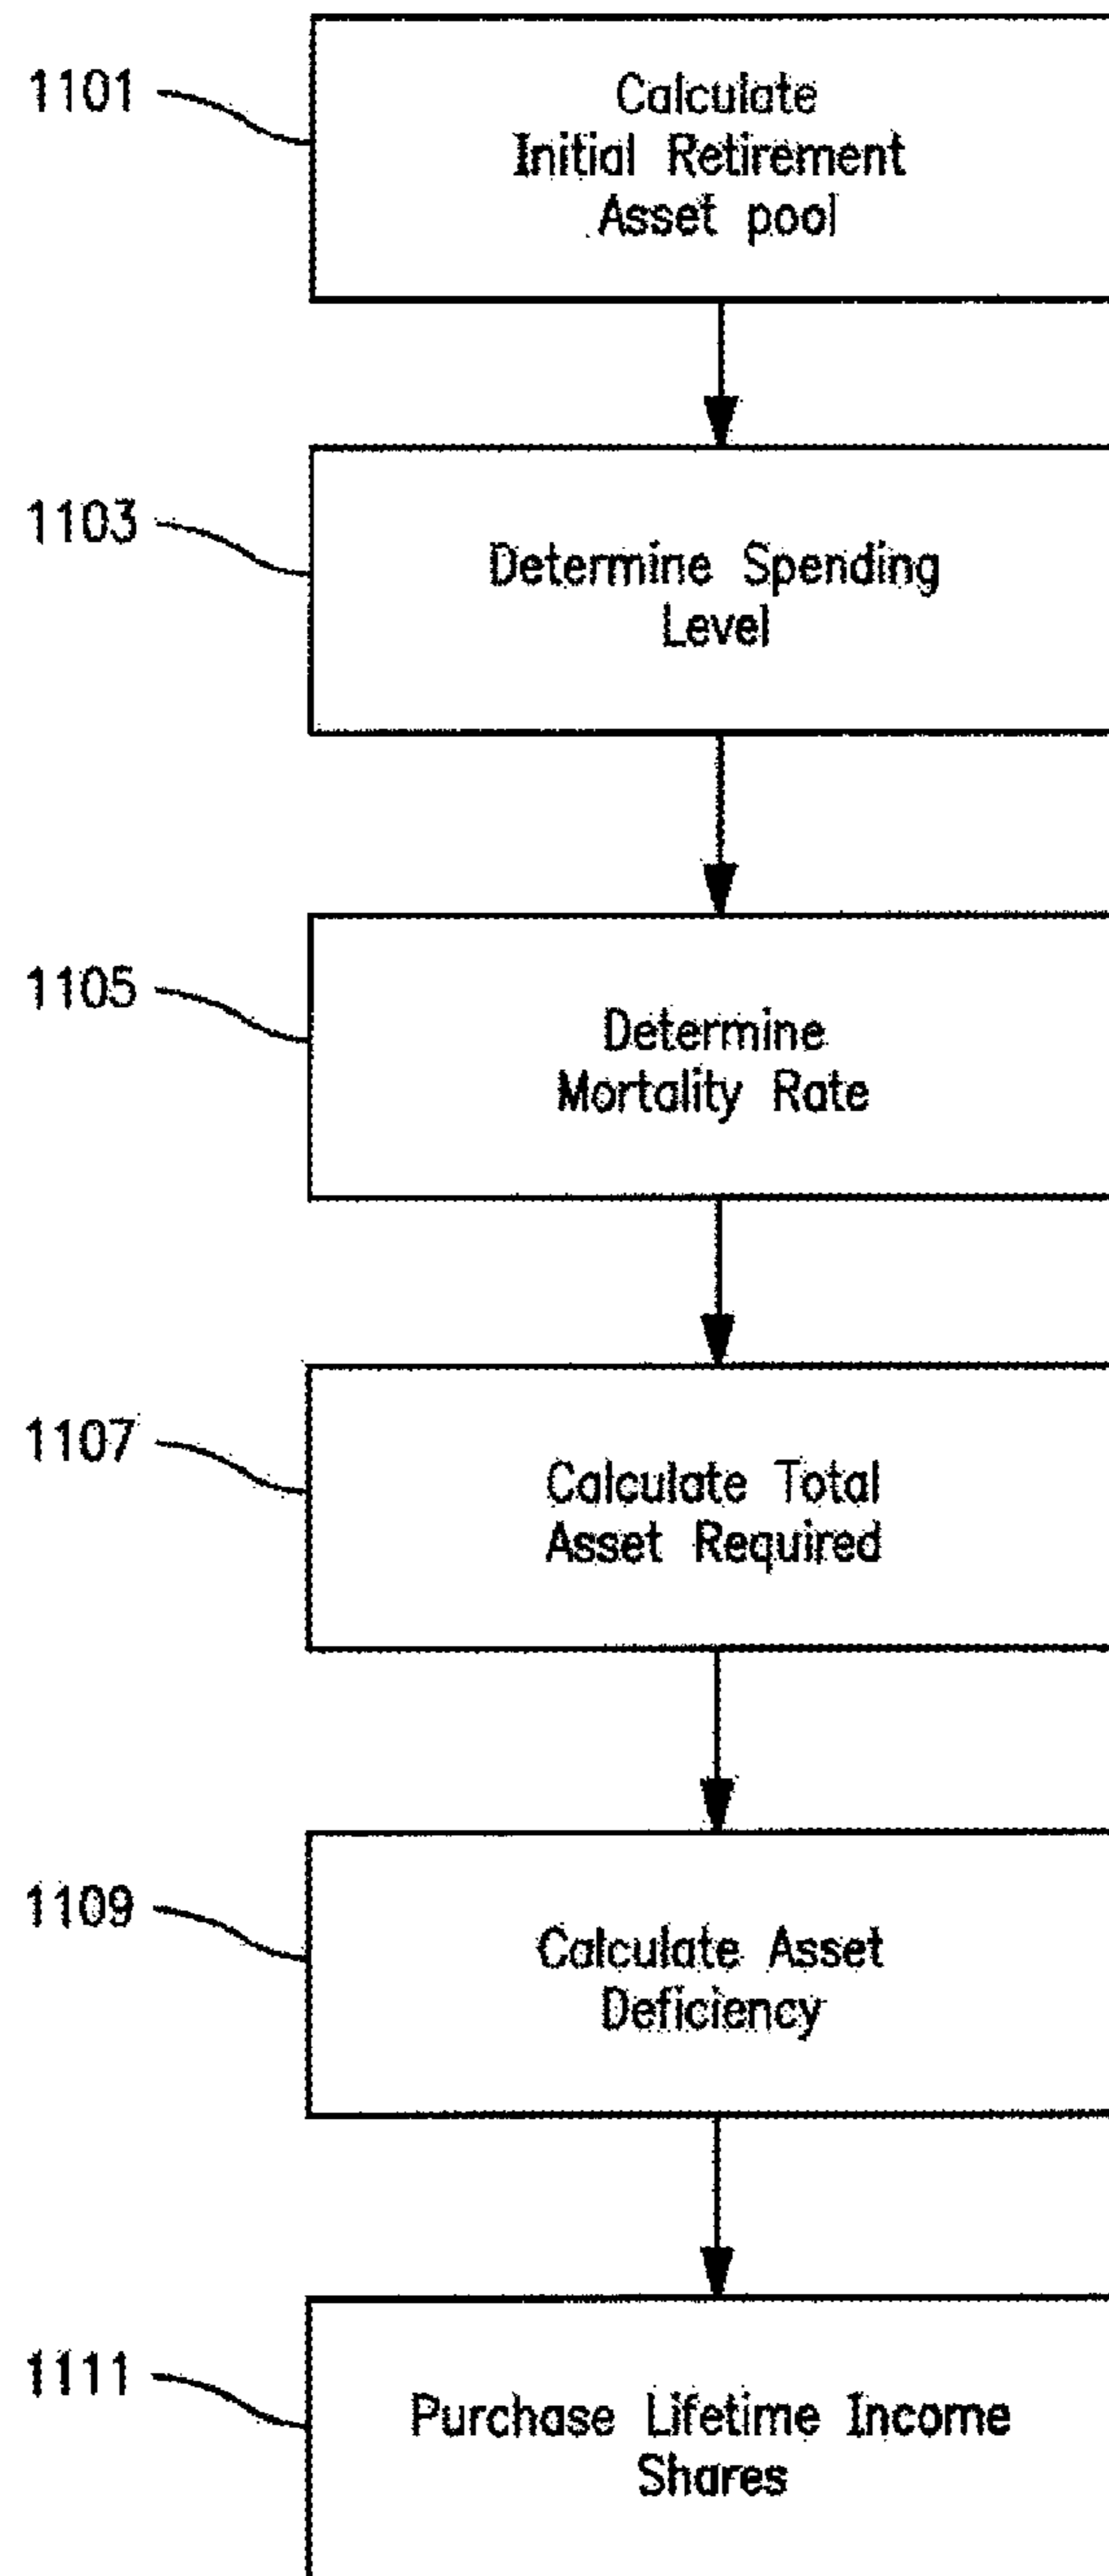 1101
Calculate
Initial Retirement
Asset pool
1103
Determine Spending
Level
1105
Determine
Mortality Rate
1107
Calculate Total
Asset Required
1109
Calculate Asset
Deficiency
1111
Purchase Lifetime Income
Shares